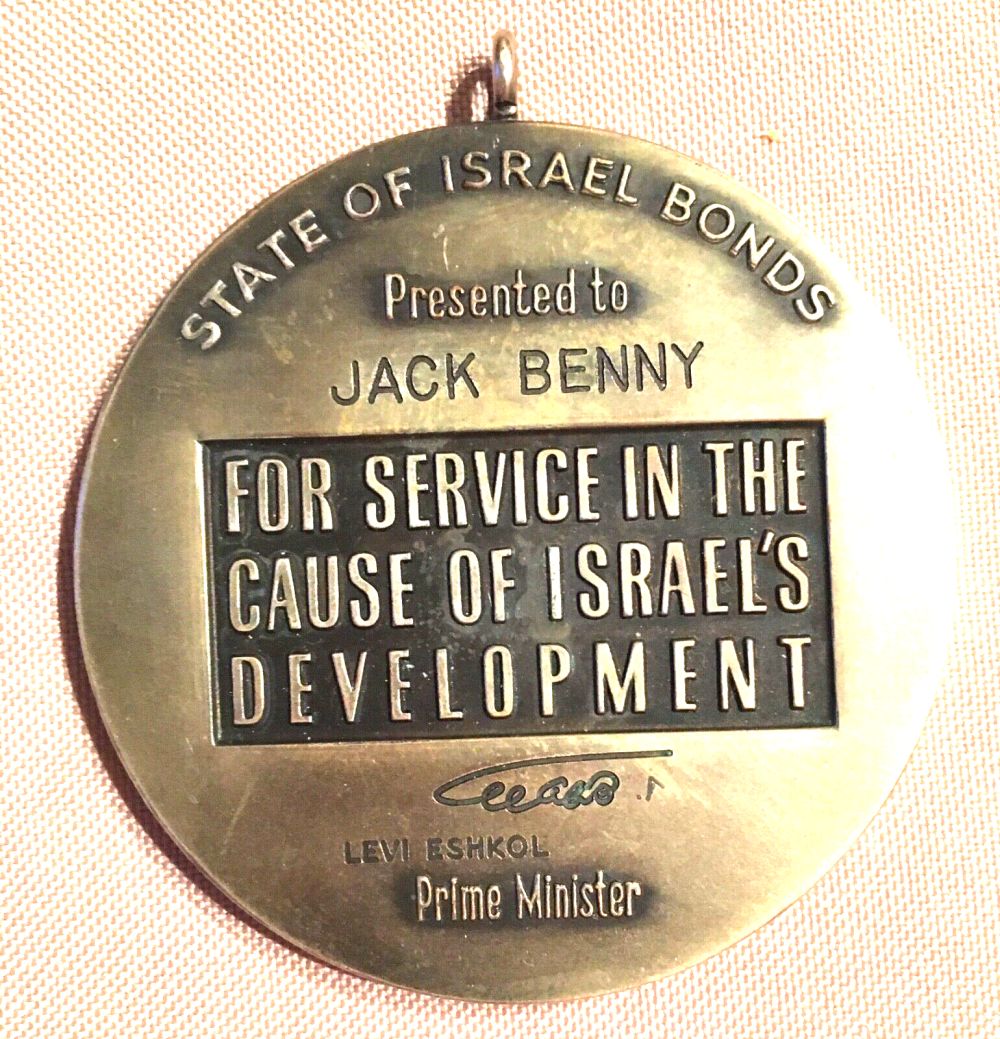 STATE OF ISRAEL BONDS
Presented to
JACK BENNY
FOR SERVICE IN THE
CAUSE OF ISRAEL'S
DEVELOPMENT
LEVI ESHKOL
Prime Minister